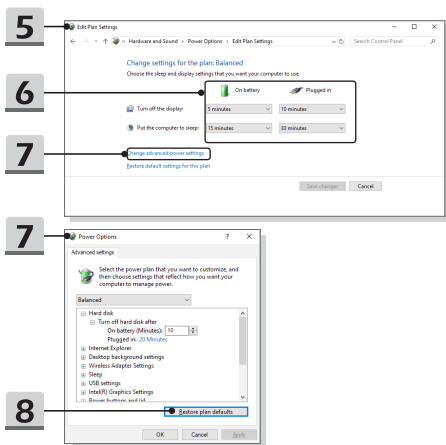 5
Edit Plan Settings
« Hardware and Sound › Power Options › Edit Plan Settings
Search Control Panel
Change settings for the plan: Balanced
Choose the sleep and display settings that you want your computer to use.
6
On battery
Plugged in
Turn off the display:
5 minutes
10 minutes
Put the computer to sleep:
15 minutes
30 minutes
7
Change advanced power settings
Restore default settings for this plan
Save changes
Cancel
7
Power Options
?
Advanced settings
Select the power plan that you want to customize, and
then choose settings that reflect how you want your
computer to manage power.
Balanced
Hard disk
Turn off hard disk after
On battery (Minutes): 10
Plugged in: 20 Minutes
Internet Explorer
Desktop background settings
Wireless Adapter Settings
Sleep
USB settings
Intel(R) Graphics Settings
Power buttons and lid
8
Restore plan defaults
OK
Cancel
Apply